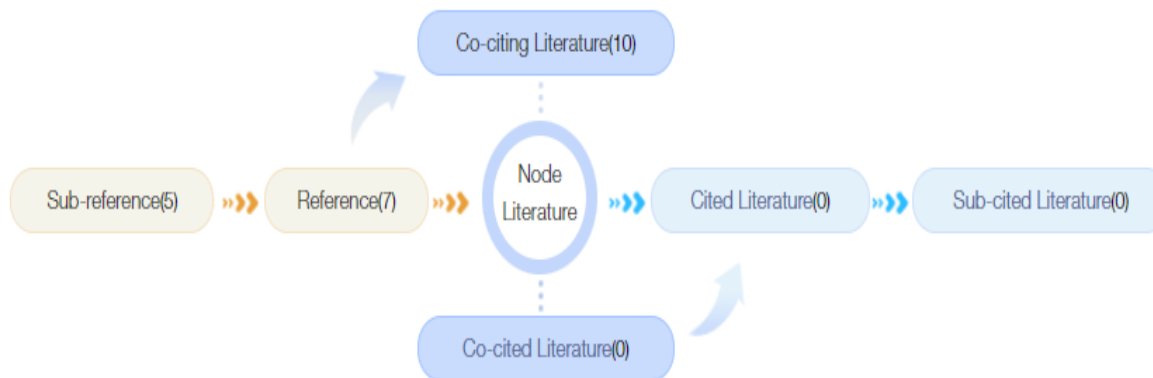 Co-citing Literature(10)
Sub-reference(5)
Reference(7)
Node
Literature
Cited Literature(0)
Sub-cited Literature(0)
Co-cited Literature(0)